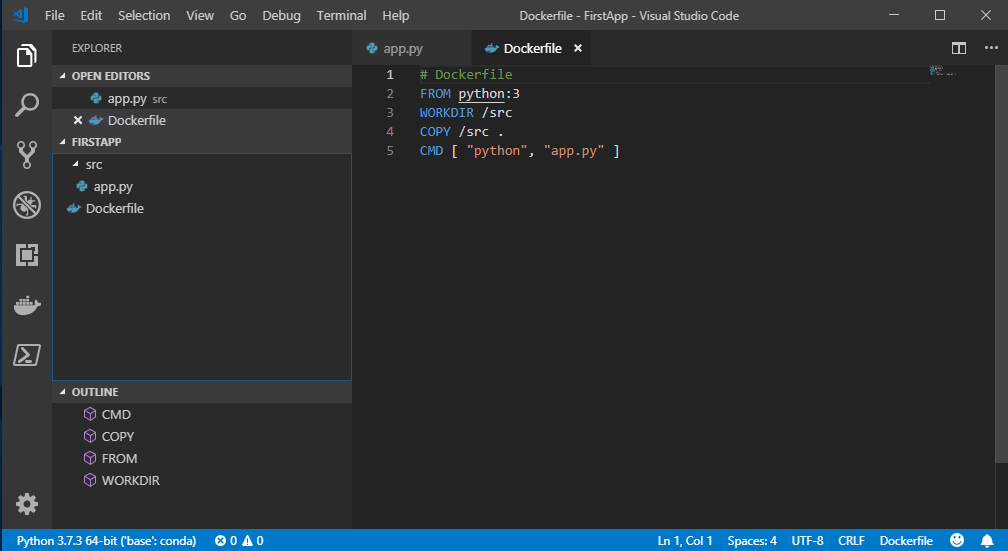 File Edit Selection View Go Debug Terminal Help Dockerfile - FirstApp - Visual Studio Code
EXPLORER
OPEN EDITORS
app.py src
Dockerfile
FIRSTAPP
src
app.py
Dockerfile
OUTLINE
CMD
COPY
FROM
WORKDIR
app.py Dockerfile
1 # Dockerfile
2 FROM python:3
3 WORKDIR /src
4 COPY /src .
5 CMD [ "python", "app.py" ]
Python 3.7.3 64-bit ('base': conda) 0 0 Ln 1, Col 1 Spaces: 4 UTF-8 CRLF Dockerfile